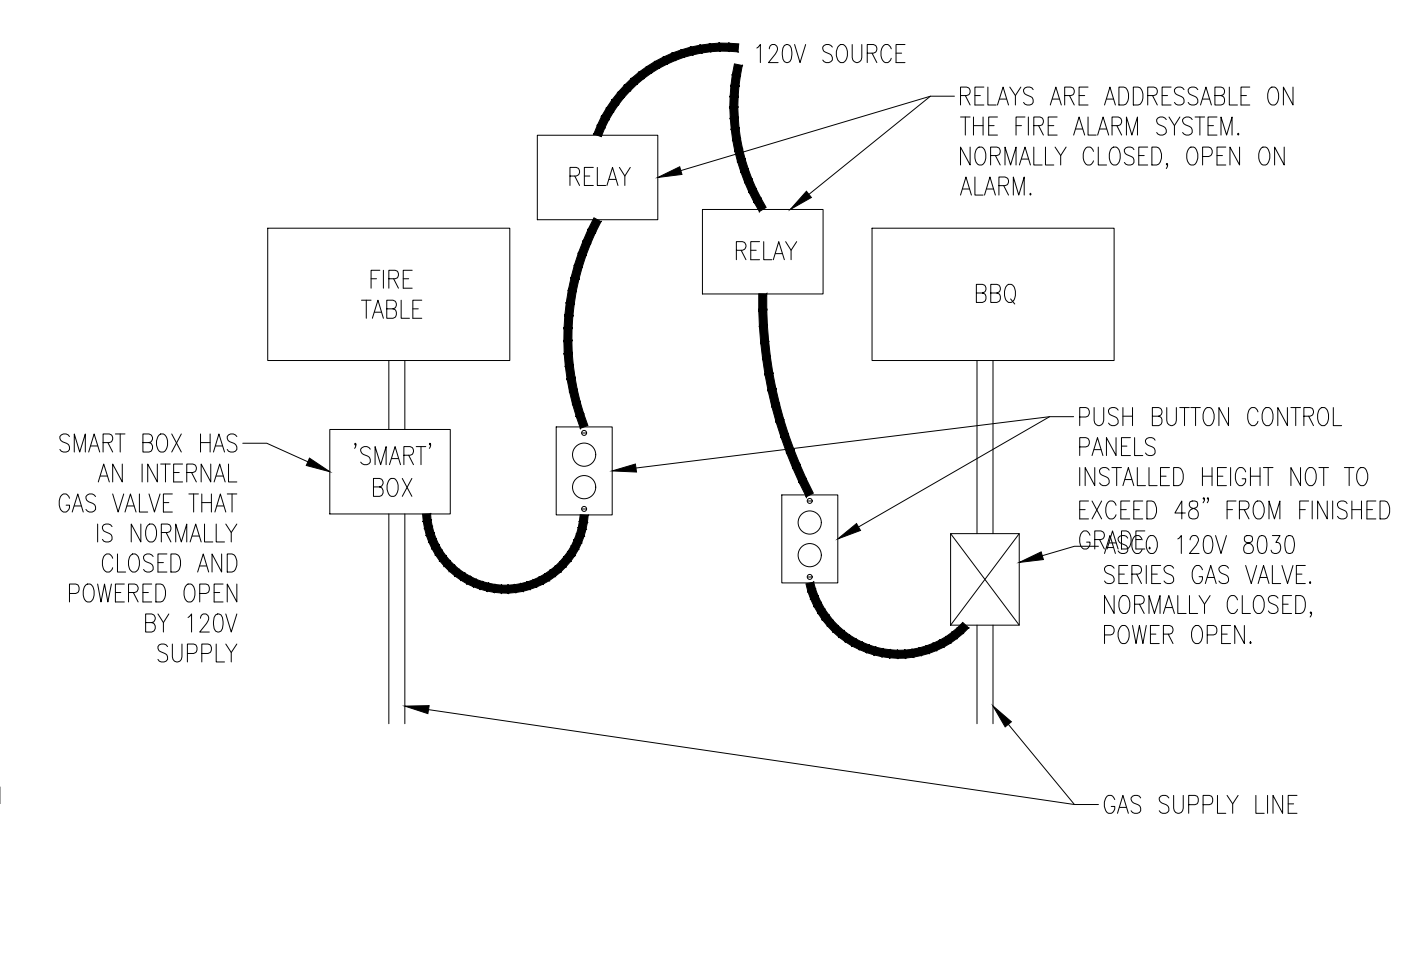 120V SOURCE
RELAYS ARE ADDRESSABLE ON
THE FIRE ALARM SYSTEM.
NORMALLY CLOSED, OPEN ON
ALARM.
RELAY
RELAY
FIRE
TABLE
BBQ
PUSH BUTTON CONTROL
PANELS
INSTALLED HEIGHT NOT TO
EXCEED 48" FROM FINISHED
GRADE.
SMART BOX HAS
AN INTERNAL
GAS VALVE THAT
IS NORMALLY
CLOSED AND
POWERED OPEN
BY 120V
SUPPLY
'SMART'
BOX
ASCO 120V 8030
SERIES GAS VALVE.
NORMALLY CLOSED,
POWER OPEN.
GAS SUPPLY LINE